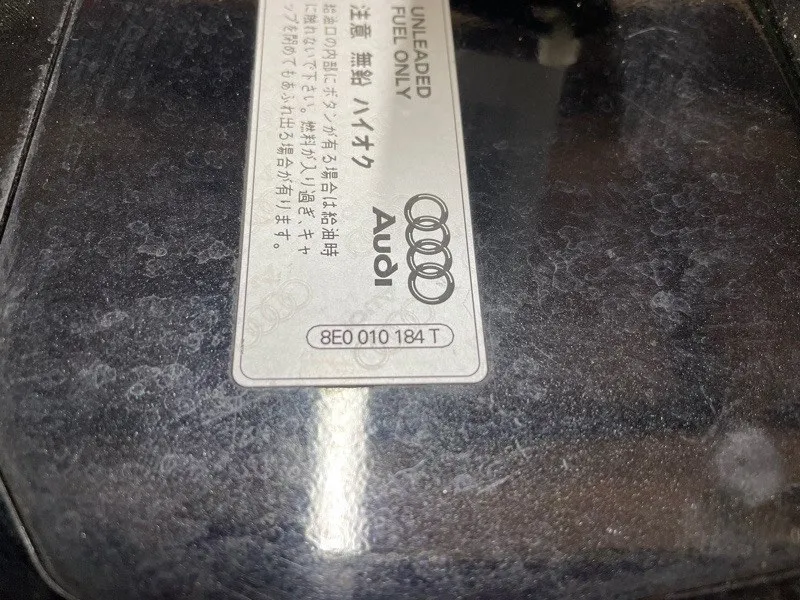 UNLEADED
FUEL ONLY
注意 無鉛 ハイオク
給油口の内部にボタンが有る場合は給油時
に触れないで下さい。燃料が入り過ぎ、キャ
ップを閉めてもあふれ出る場合が有ります。
Audi
8E0 010 184 T